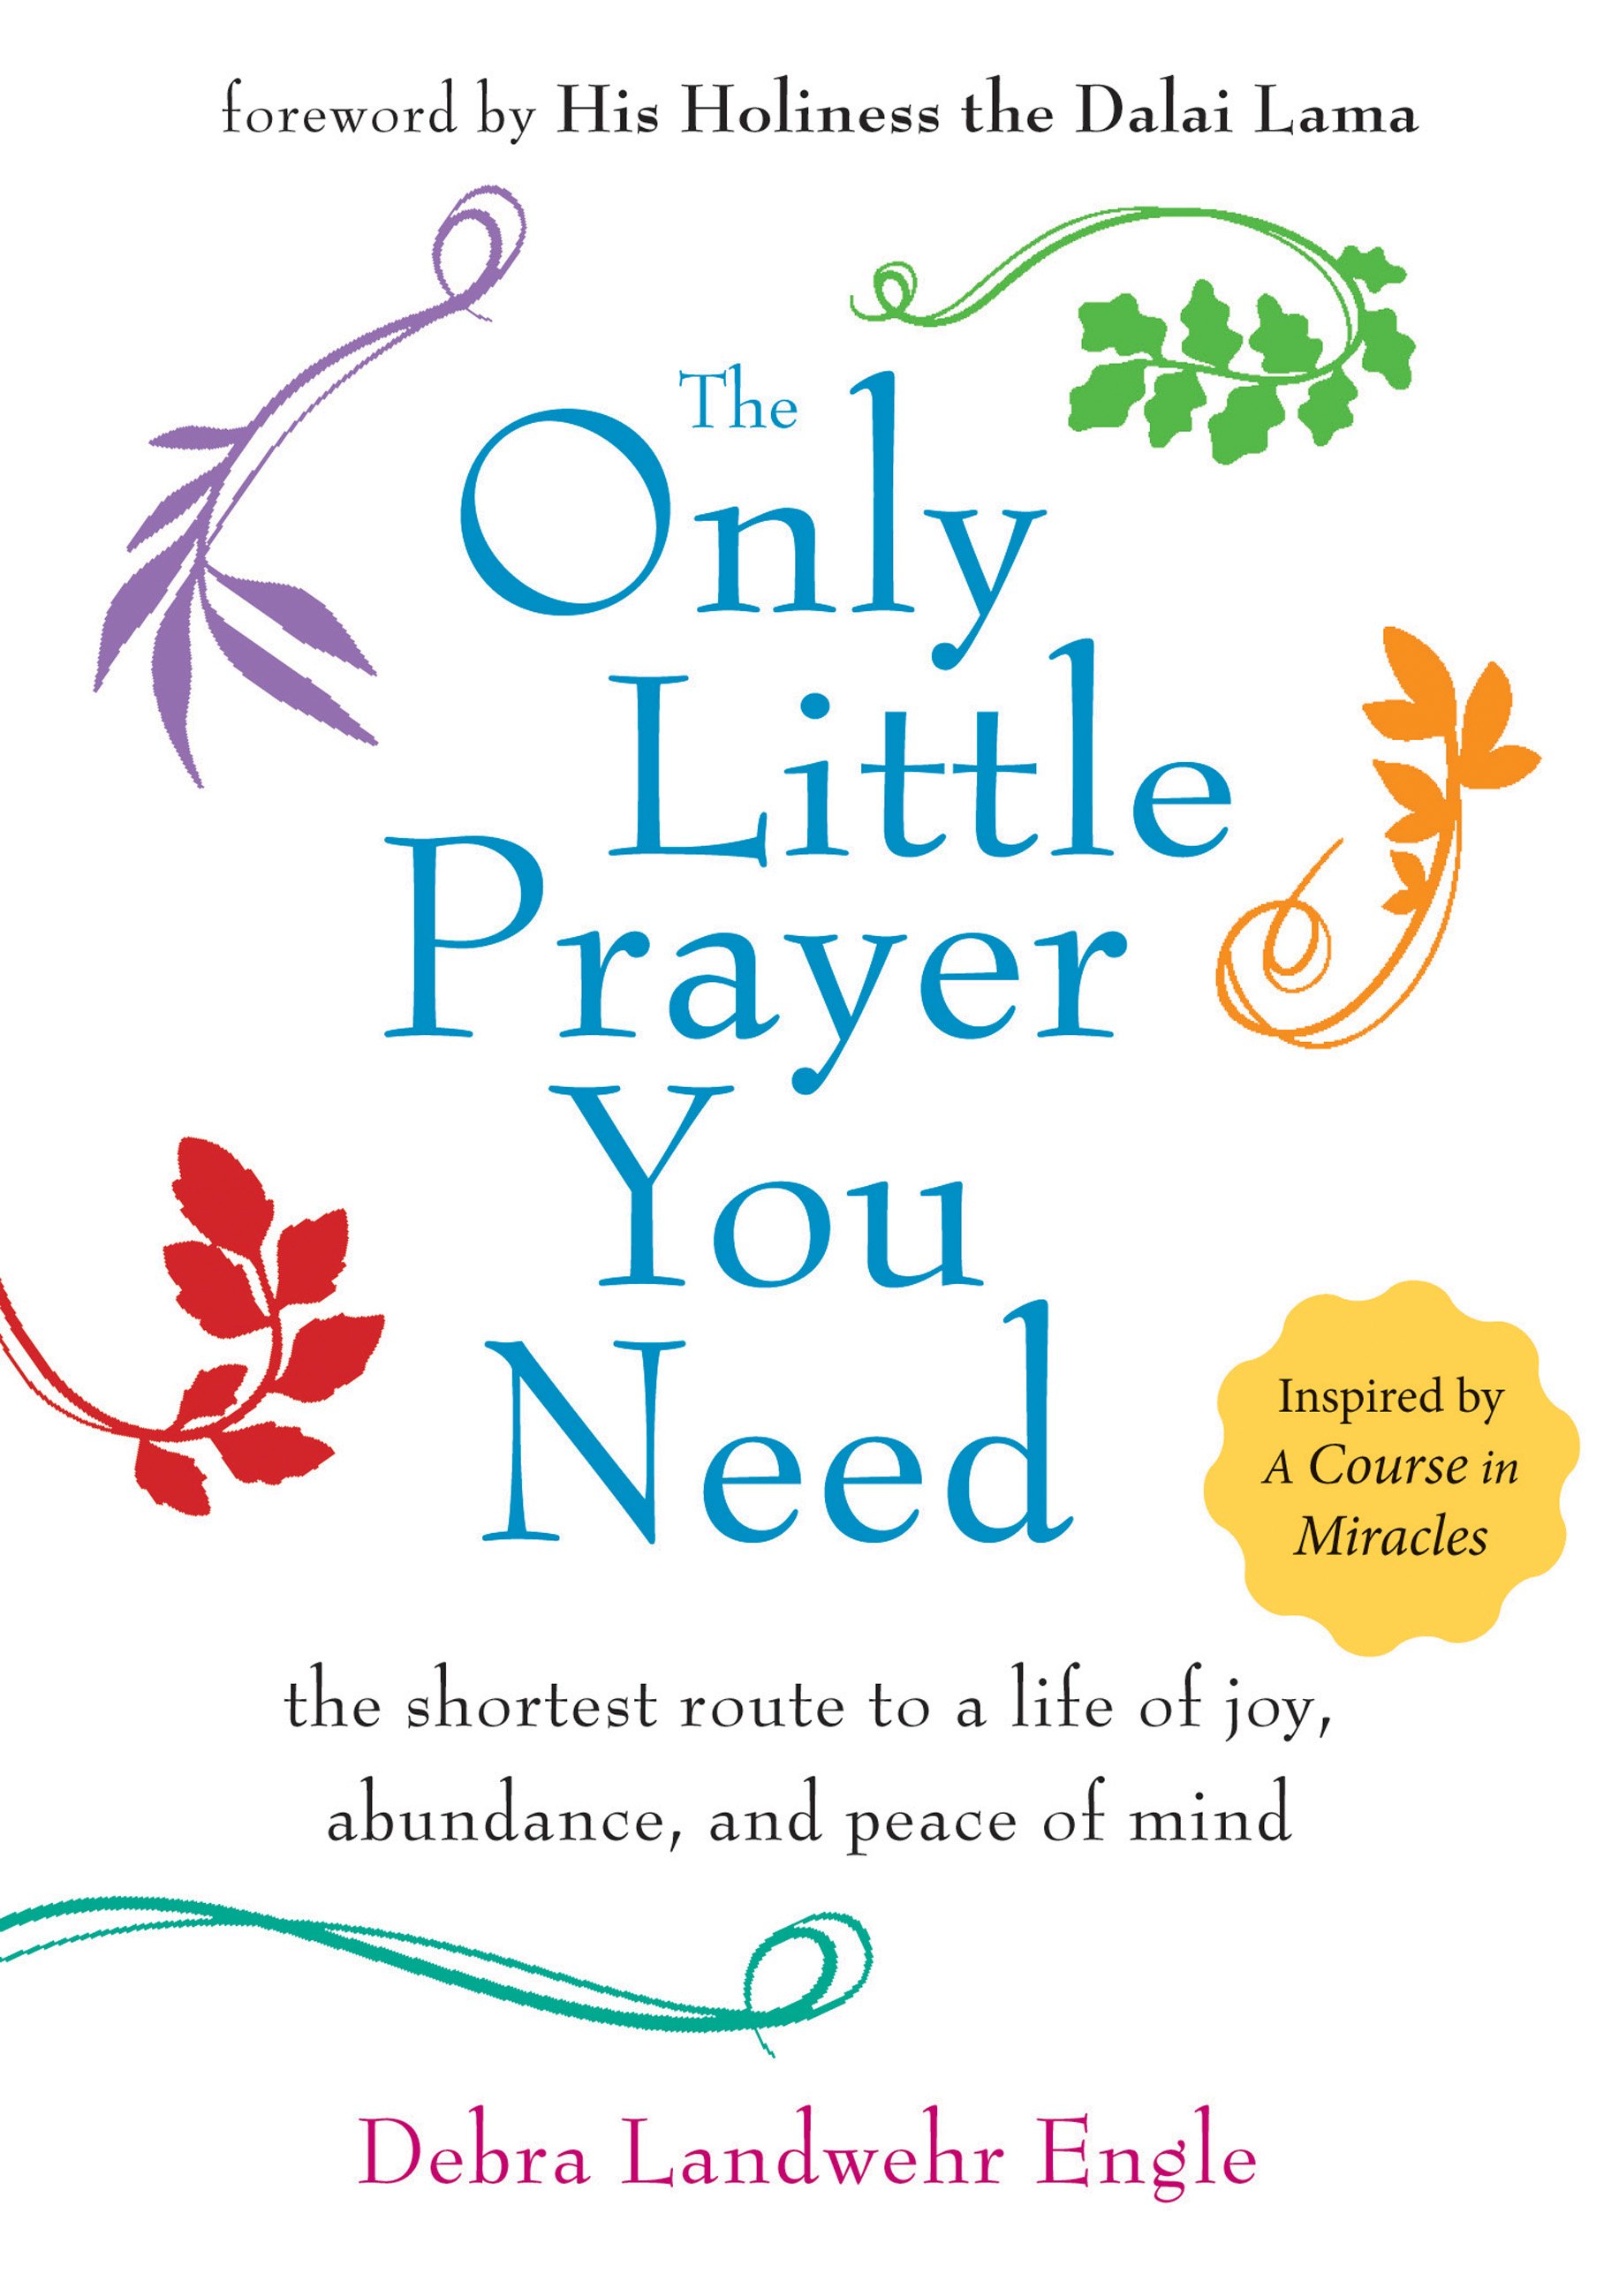 foreword by His Holiness the Dalai Lama
The
Only
Little
Prayer
You
Need
Inspired by
A Course in
Miracles
the shortest route to a life of joy,
abundance, and peace of mind
Debra Landwehr Engle